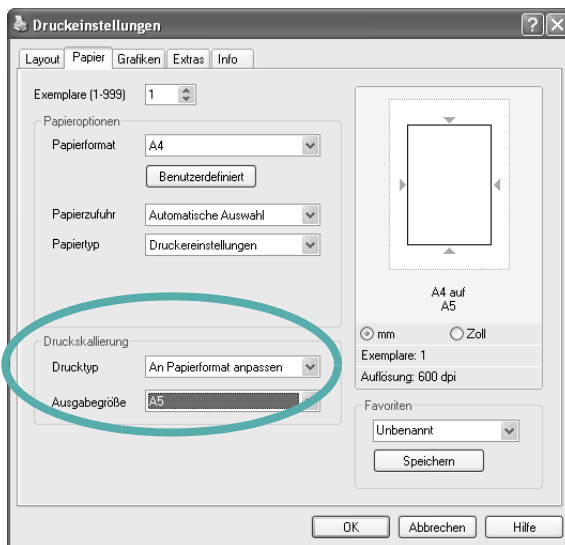 Druckeinstellungen
Layout Papier Grafiken Extras Info
Exemplare (1-999) 1
Papieroptionen
Papierformat A4
Benutzerdefiniert
Papierzufuhr Automatische Auswahl
Papiertyp Druckereinstellungen
Druckskallierung
Drucktyp An Papierformat anpassen
Ausgabegröße A5
A4 auf
A5
mm Zoll
Exemplare: 1
Auflösung: 600 dpi
Favoriten
Unbenannt
Speichern
OK Abbrechen Hilfe